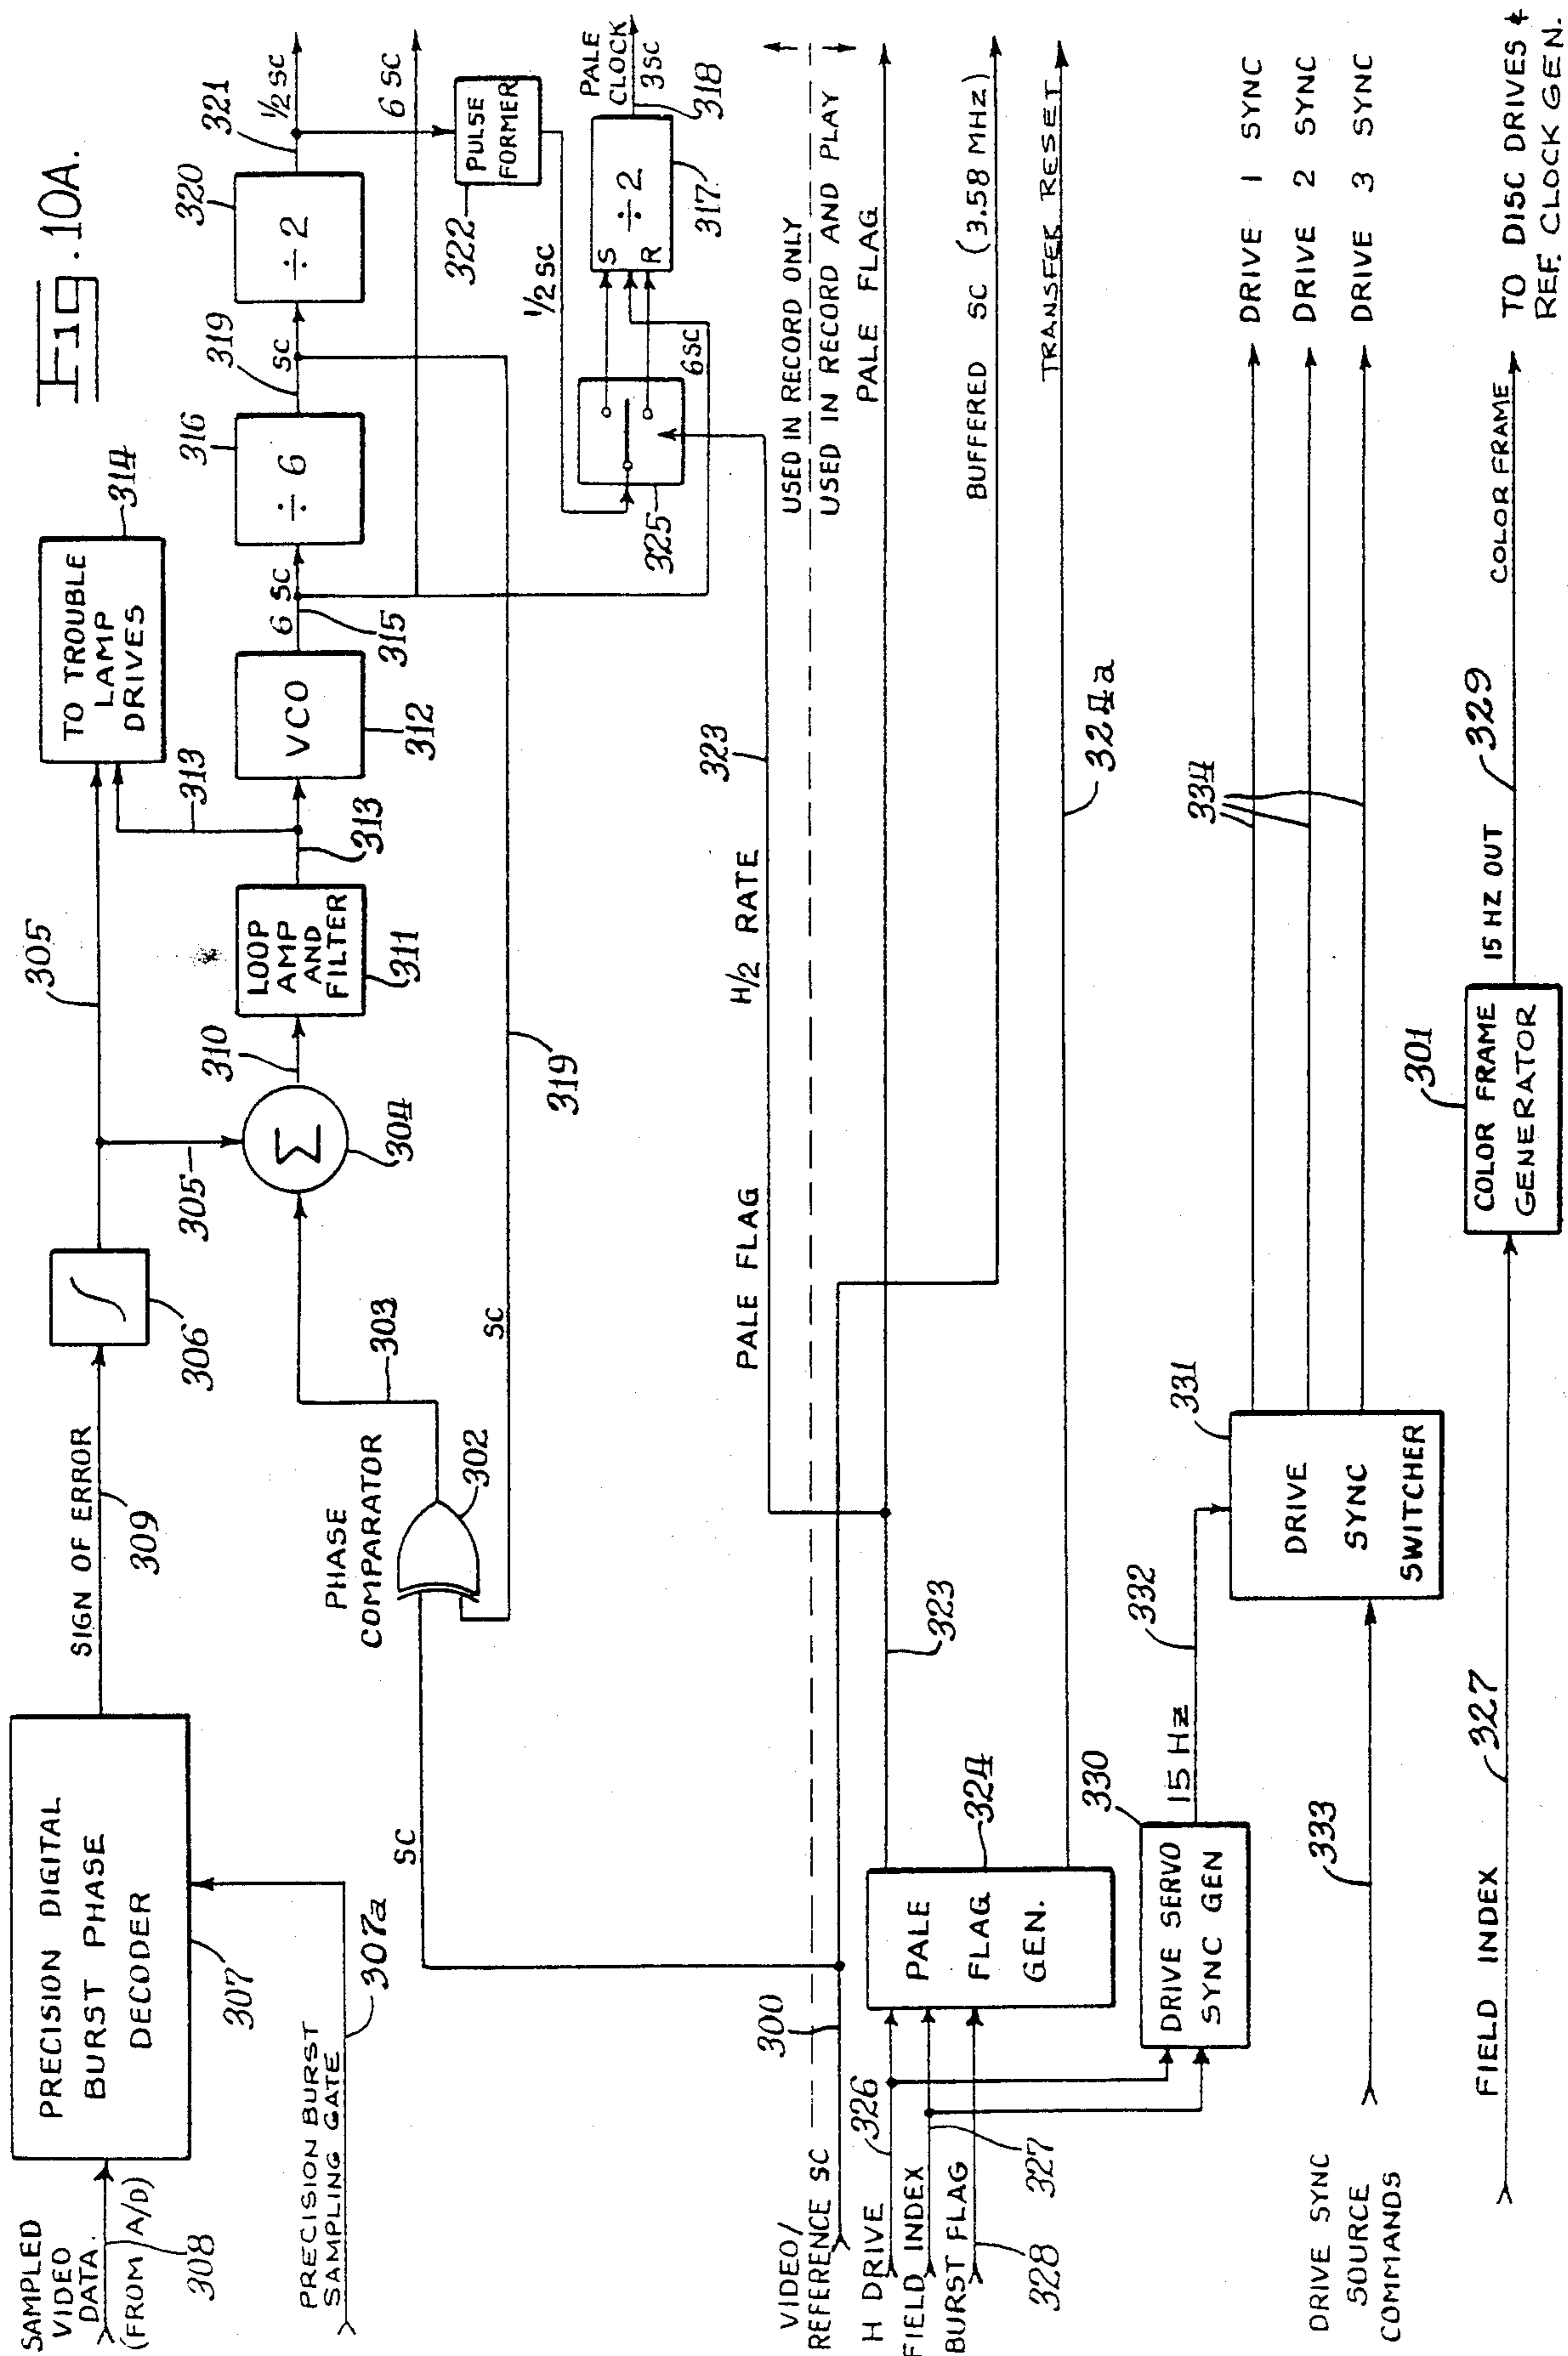 Fig. 10A.
SAMPLED
VIDEO
DATA.
(FROM A/D)
308
PRECISION DIGITAL
BURST PHASE
DECODER
307
PRECISION BURST
SAMPLING GATE
307a
SIGN OF ERROR
309
306
305
305
TO TROUBLE
LAMP
DRIVES
314
313
PHASE
COMPARATOR
302
303
SC
SC
Σ
304
310
LOOP
AMP
AND
FILTER
311
313
VCO
312
6 SC
315
÷ 6
316
SC
319
÷ 2
320
321
1/2 SC
6 SC
319
PULSE
FORMER
322
1/2 SC
325
6SC
S
R
÷ 2
317
PALE
CLOCK
3 SC
318
PALE FLAG
H/2 RATE
323
USED IN RECORD ONLY
USED IN RECORD AND PLAY
VIDEO/
REFERENCE SC
300
H DRIVE
326
FIELD INDEX
327
BURST FLAG
328
PALE
FLAG
GEN.
324
323
PALE FLAG
BUFFERED SC (3.58 MHz)
TRANSFER RESET
324a
DRIVE SERVO
SYNC GEN
330
15 Hz
332
DRIVE SYNC
SOURCE
COMMANDS
333
DRIVE
SYNC
SWITCHER
331
334
DRIVE 1 SYNC
DRIVE 2 SYNC
DRIVE 3 SYNC
FIELD INDEX
327
COLOR FRAME
GENERATOR
301
15 HZ OUT
329
COLOR FRAME
TO DISC DRIVES &
REF. CLOCK GEN.